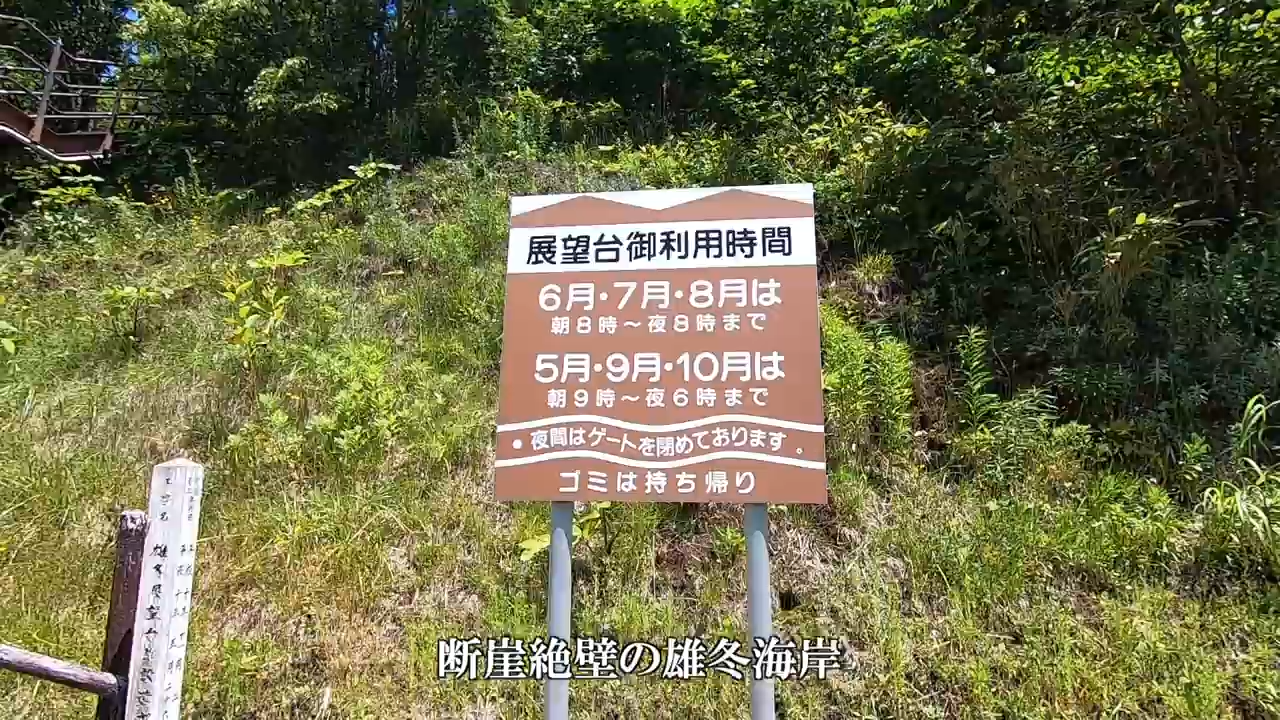 展望台御利用時間
6月・7月・8月は
朝8時～夜8時まで
5月・9月・10月は
朝9時～夜6時まで
・夜間はゲートを閉めております。
ゴミは持ち帰り
断崖絶壁の雄冬海岸